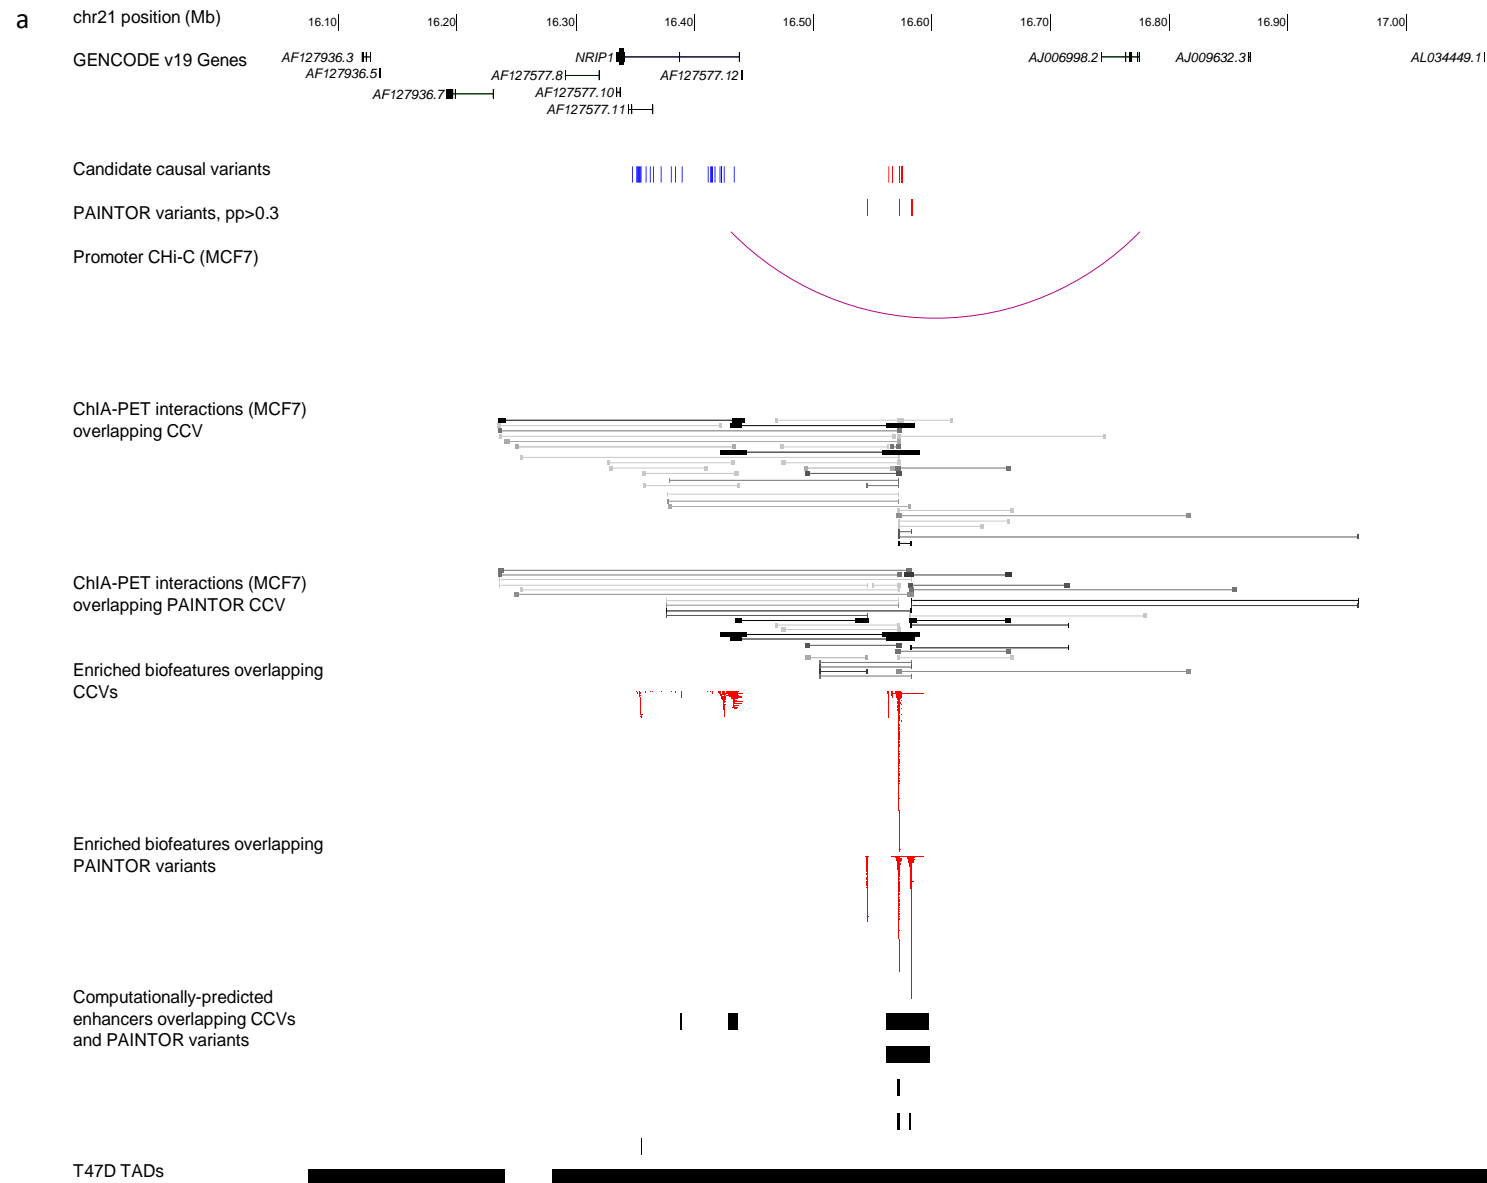 a
chr21 position (Mb)
16.10 16.20 16.30 16.40 16.50 16.60 16.70 16.80 16.90 17.00
GENCODE v19 Genes
AF127936.3 NRIP1 AJ006998.2 AJ009632.3 AL034449.1
AF127936.5 AF127577.8 AF127577.12
AF127936.7 AF127577.10
AF127577.11
Candidate causal variants
PAINTOR variants, pp>0.3
Promoter CHi-C (MCF7)
ChIA-PET interactions (MCF7)
overlapping CCV
ChIA-PET interactions (MCF7)
overlapping PAINTOR CCV
Enriched biofeatures overlapping
CCVs
Enriched biofeatures overlapping
PAINTOR variants
Computationally-predicted
enhancers overlapping CCVs
and PAINTOR variants
T47D TADs